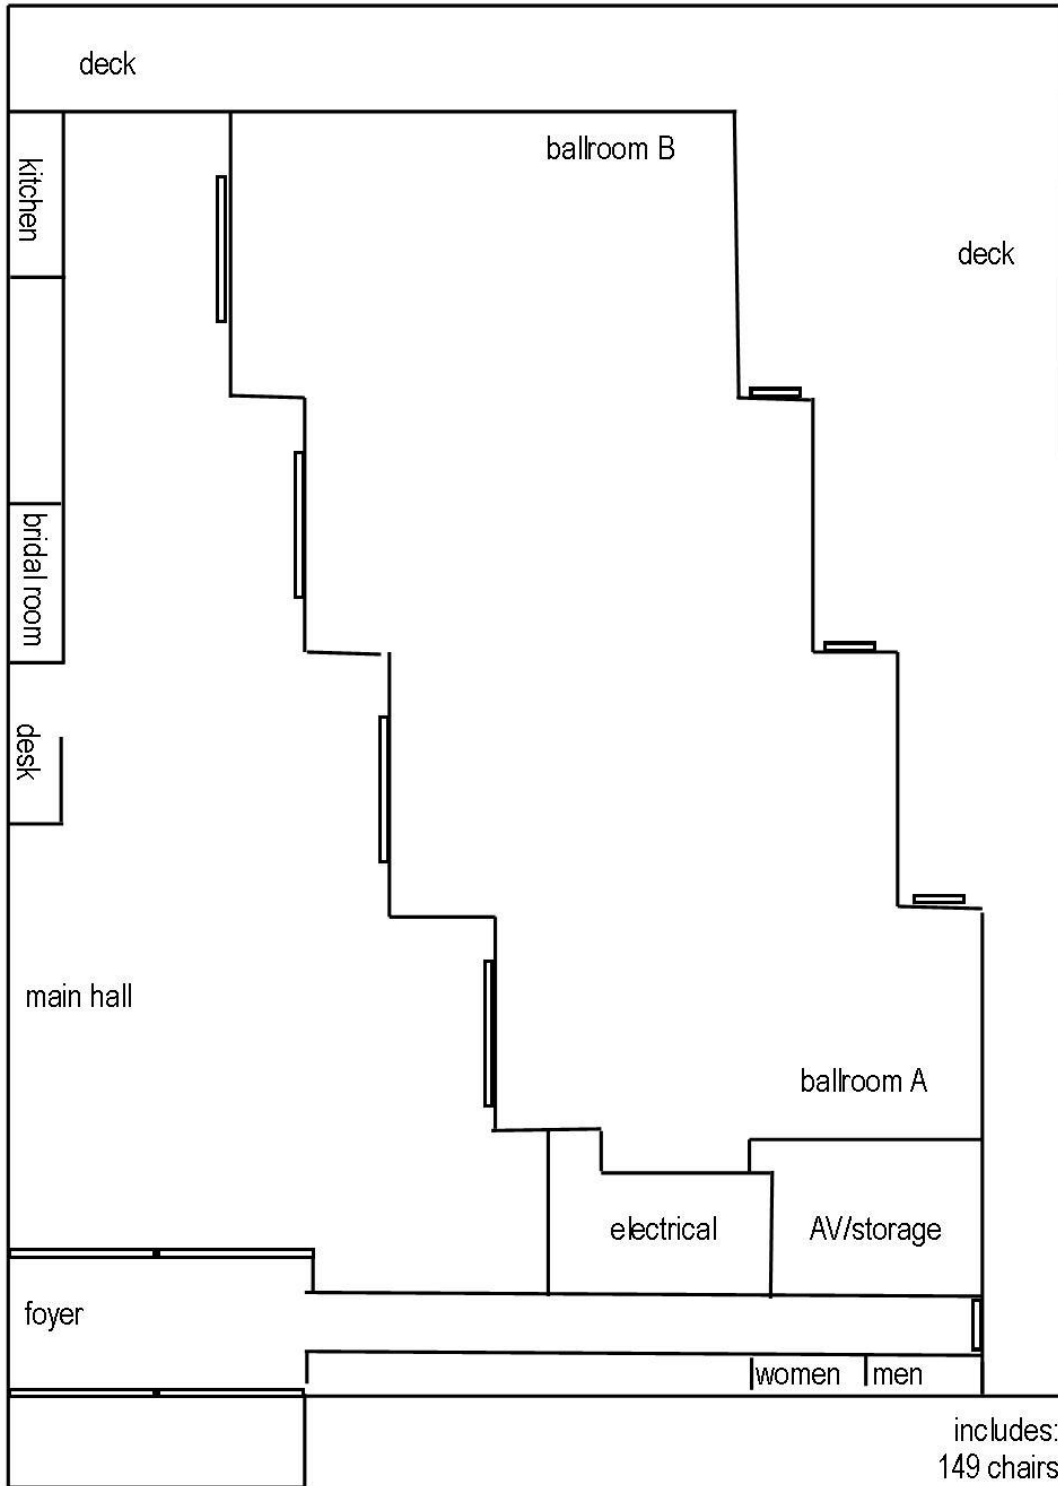 deck
ballroom B
kitchen
deck
bridal room
desk
main hall
ballroom A
electrical
AV/storage
foyer
women
men
includes:
149 chairs